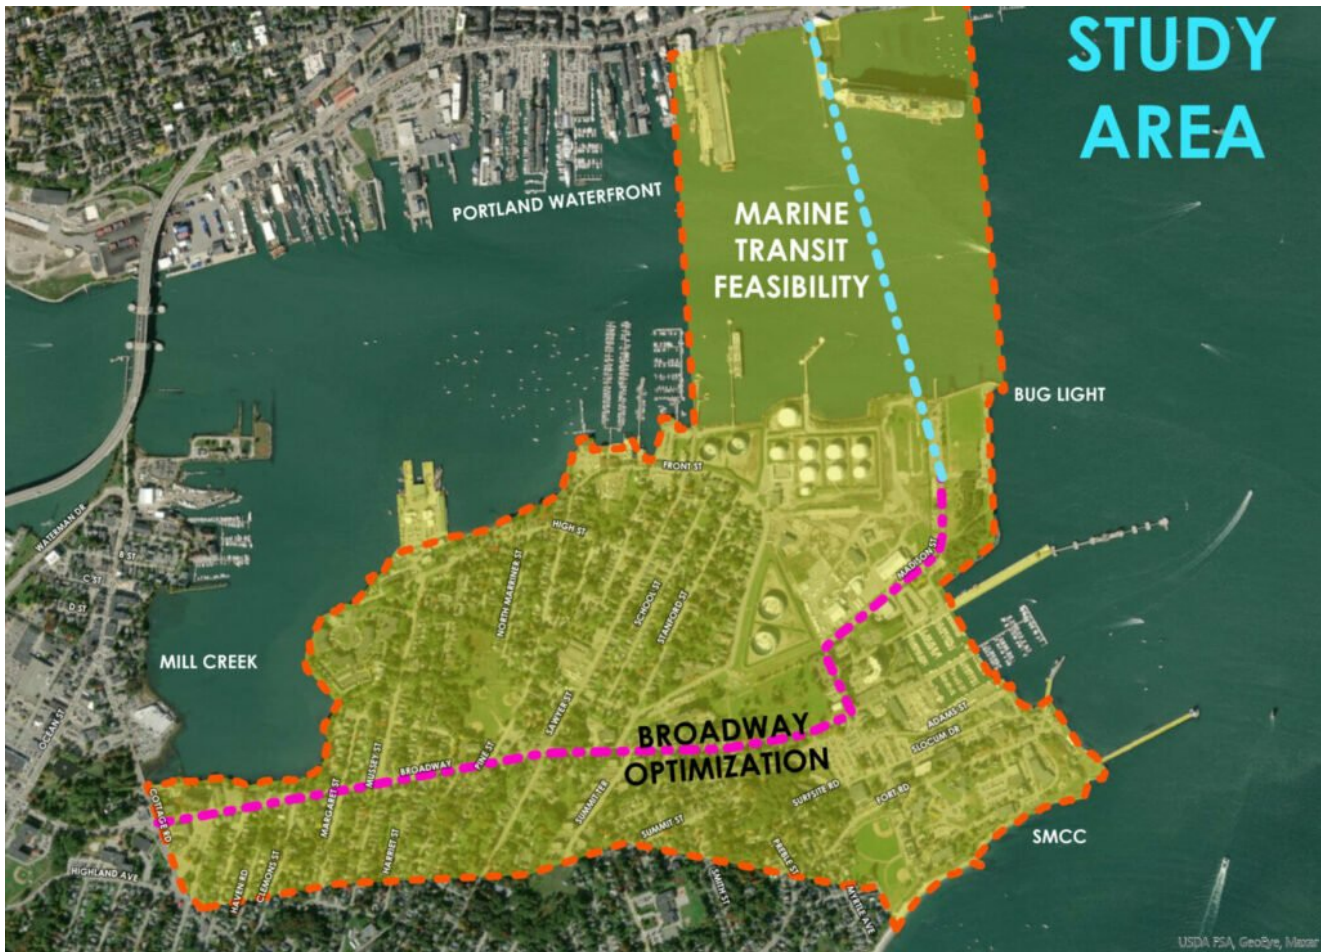 STUDY
AREA
PORTLAND WATERFRONT
MARINE
TRANSIT
FEASIBILITY
BUG LIGHT
FRONT ST
WATERMAN DR
HIGH ST
B ST
C ST
D ST
MADISON ST
NORTH MARRINER ST
SCHOOL ST
STANFORD ST
MILL CREEK
OCEAN ST
SAWYER ST
BROADWAY
OPTIMIZATION
ADAMS ST
SLOCUM DR
MUSSEY ST
BROADWAY
PINE ST
MARGARET ST
COTTAGE RD
SUMMIT TER
SURFSITE RD
FORT RD
SUMMIT ST
HARRIET ST
SMCC
HIGHLAND AVE
HAVEN RD
CLEMONS ST
PREBLE ST
SMITH ST
MYRTLE AVE
USDA FSA, GeoEye, Maxar